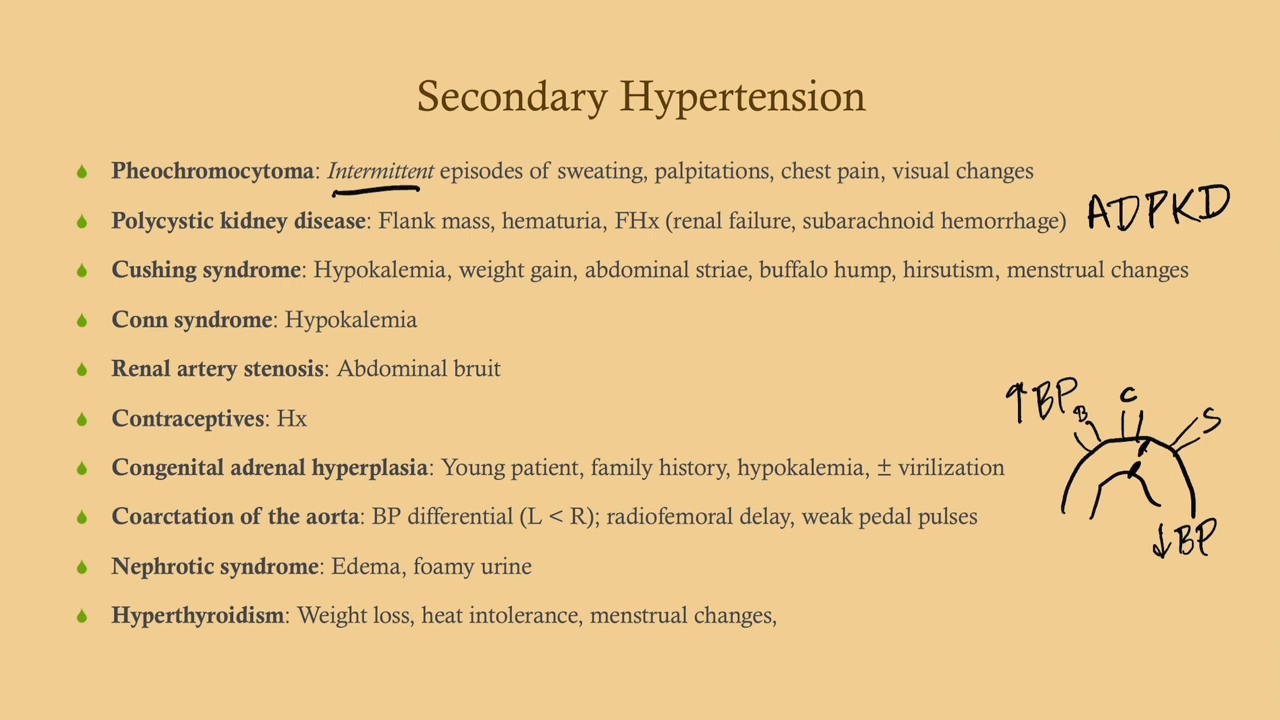 Secondary Hypertension
Pheochromocytoma: Intermittent episodes of sweating, palpitations, chest pain, visual changes
Polycystic kidney disease: Flank mass, hematuria, FHx (renal failure, subarachnoid hemorrhage) ADPKD
Cushing syndrome: Hypokalemia, weight gain, abdominal striae, buffalo hump, hirsutism, menstrual changes
Conn syndrome: Hypokalemia
Renal artery stenosis: Abdominal bruit
↑BP B C S
Contraceptives: Hx
Congenital adrenal hyperplasia: Young patient, family history, hypokalemia, ± virilization
Coarctation of the aorta: BP differential (L < R); radiofemoral delay, weak pedal pulses
↓BP
Nephrotic syndrome: Edema, foamy urine
Hyperthyroidism: Weight loss, heat intolerance, menstrual changes,